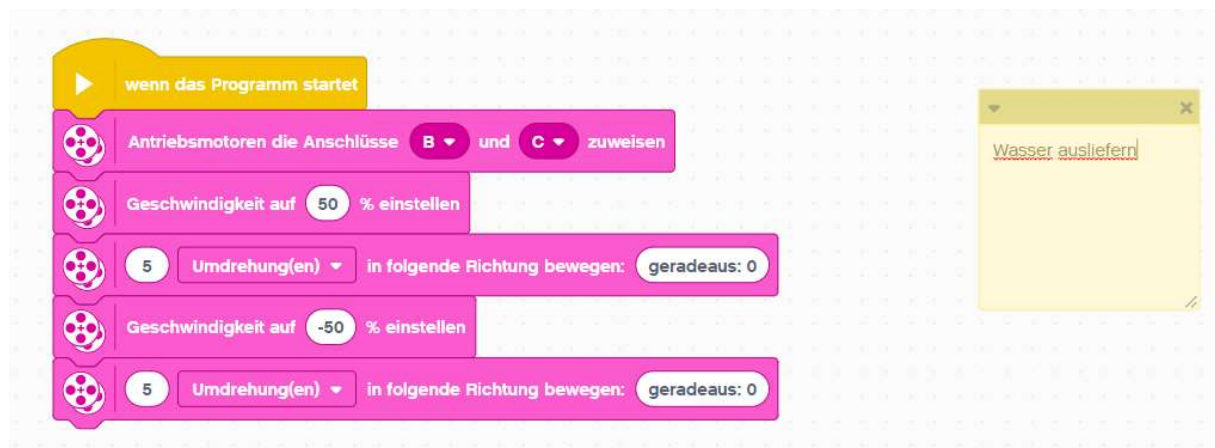 wenn das Programm startet
Antriebsmotoren die Anschlüsse B und C zuweisen
Geschwindigkeit auf 50 % einstellen
5 Umdrehung(en) in folgende Richtung bewegen: geradeaus: 0
Geschwindigkeit auf -50 % einstellen
5 Umdrehung(en) in folgende Richtung bewegen: geradeaus: 0
Wasser ausliefern